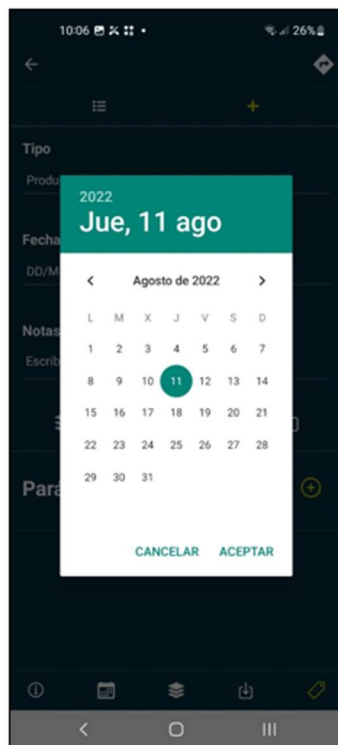 10:06
26%
Tipo
Produ
2022
Jue, 11 ago
Fecha
DD/M
Agosto de 2022
L M X J V S D
1 2 3 4 5 6 7
Notas
Escrib
8 9 10 11 12 13 14
15 16 17 18 19 20 21
22 23 24 25 26 27 28
29 30 31
Pará
CANCELAR ACEPTAR